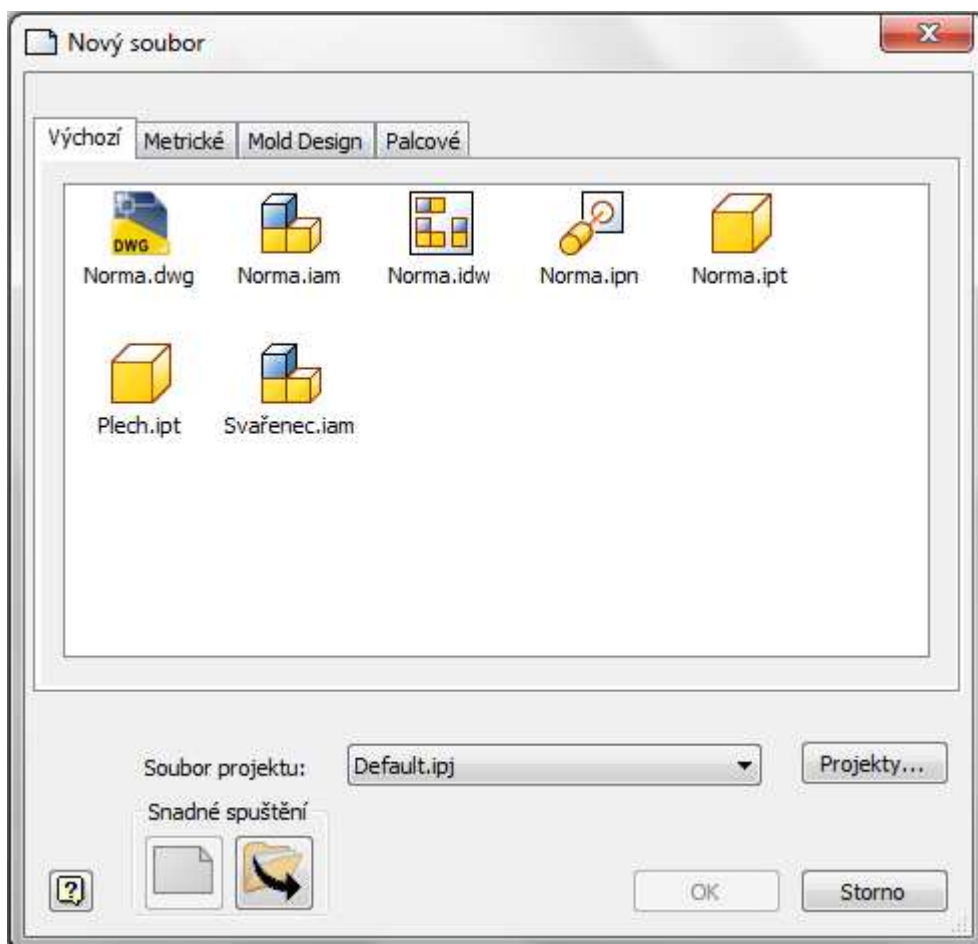 Nový soubor
Výchozí Metrické Mold Design Palcové
DWG
Norma.dwg Norma.iam Norma.idw Norma.ipn Norma.ipt
Plech.ipt Svařenec.iam
Soubor projektu: Default.ipj Projekty...
Snadné spuštění
? OK Storno